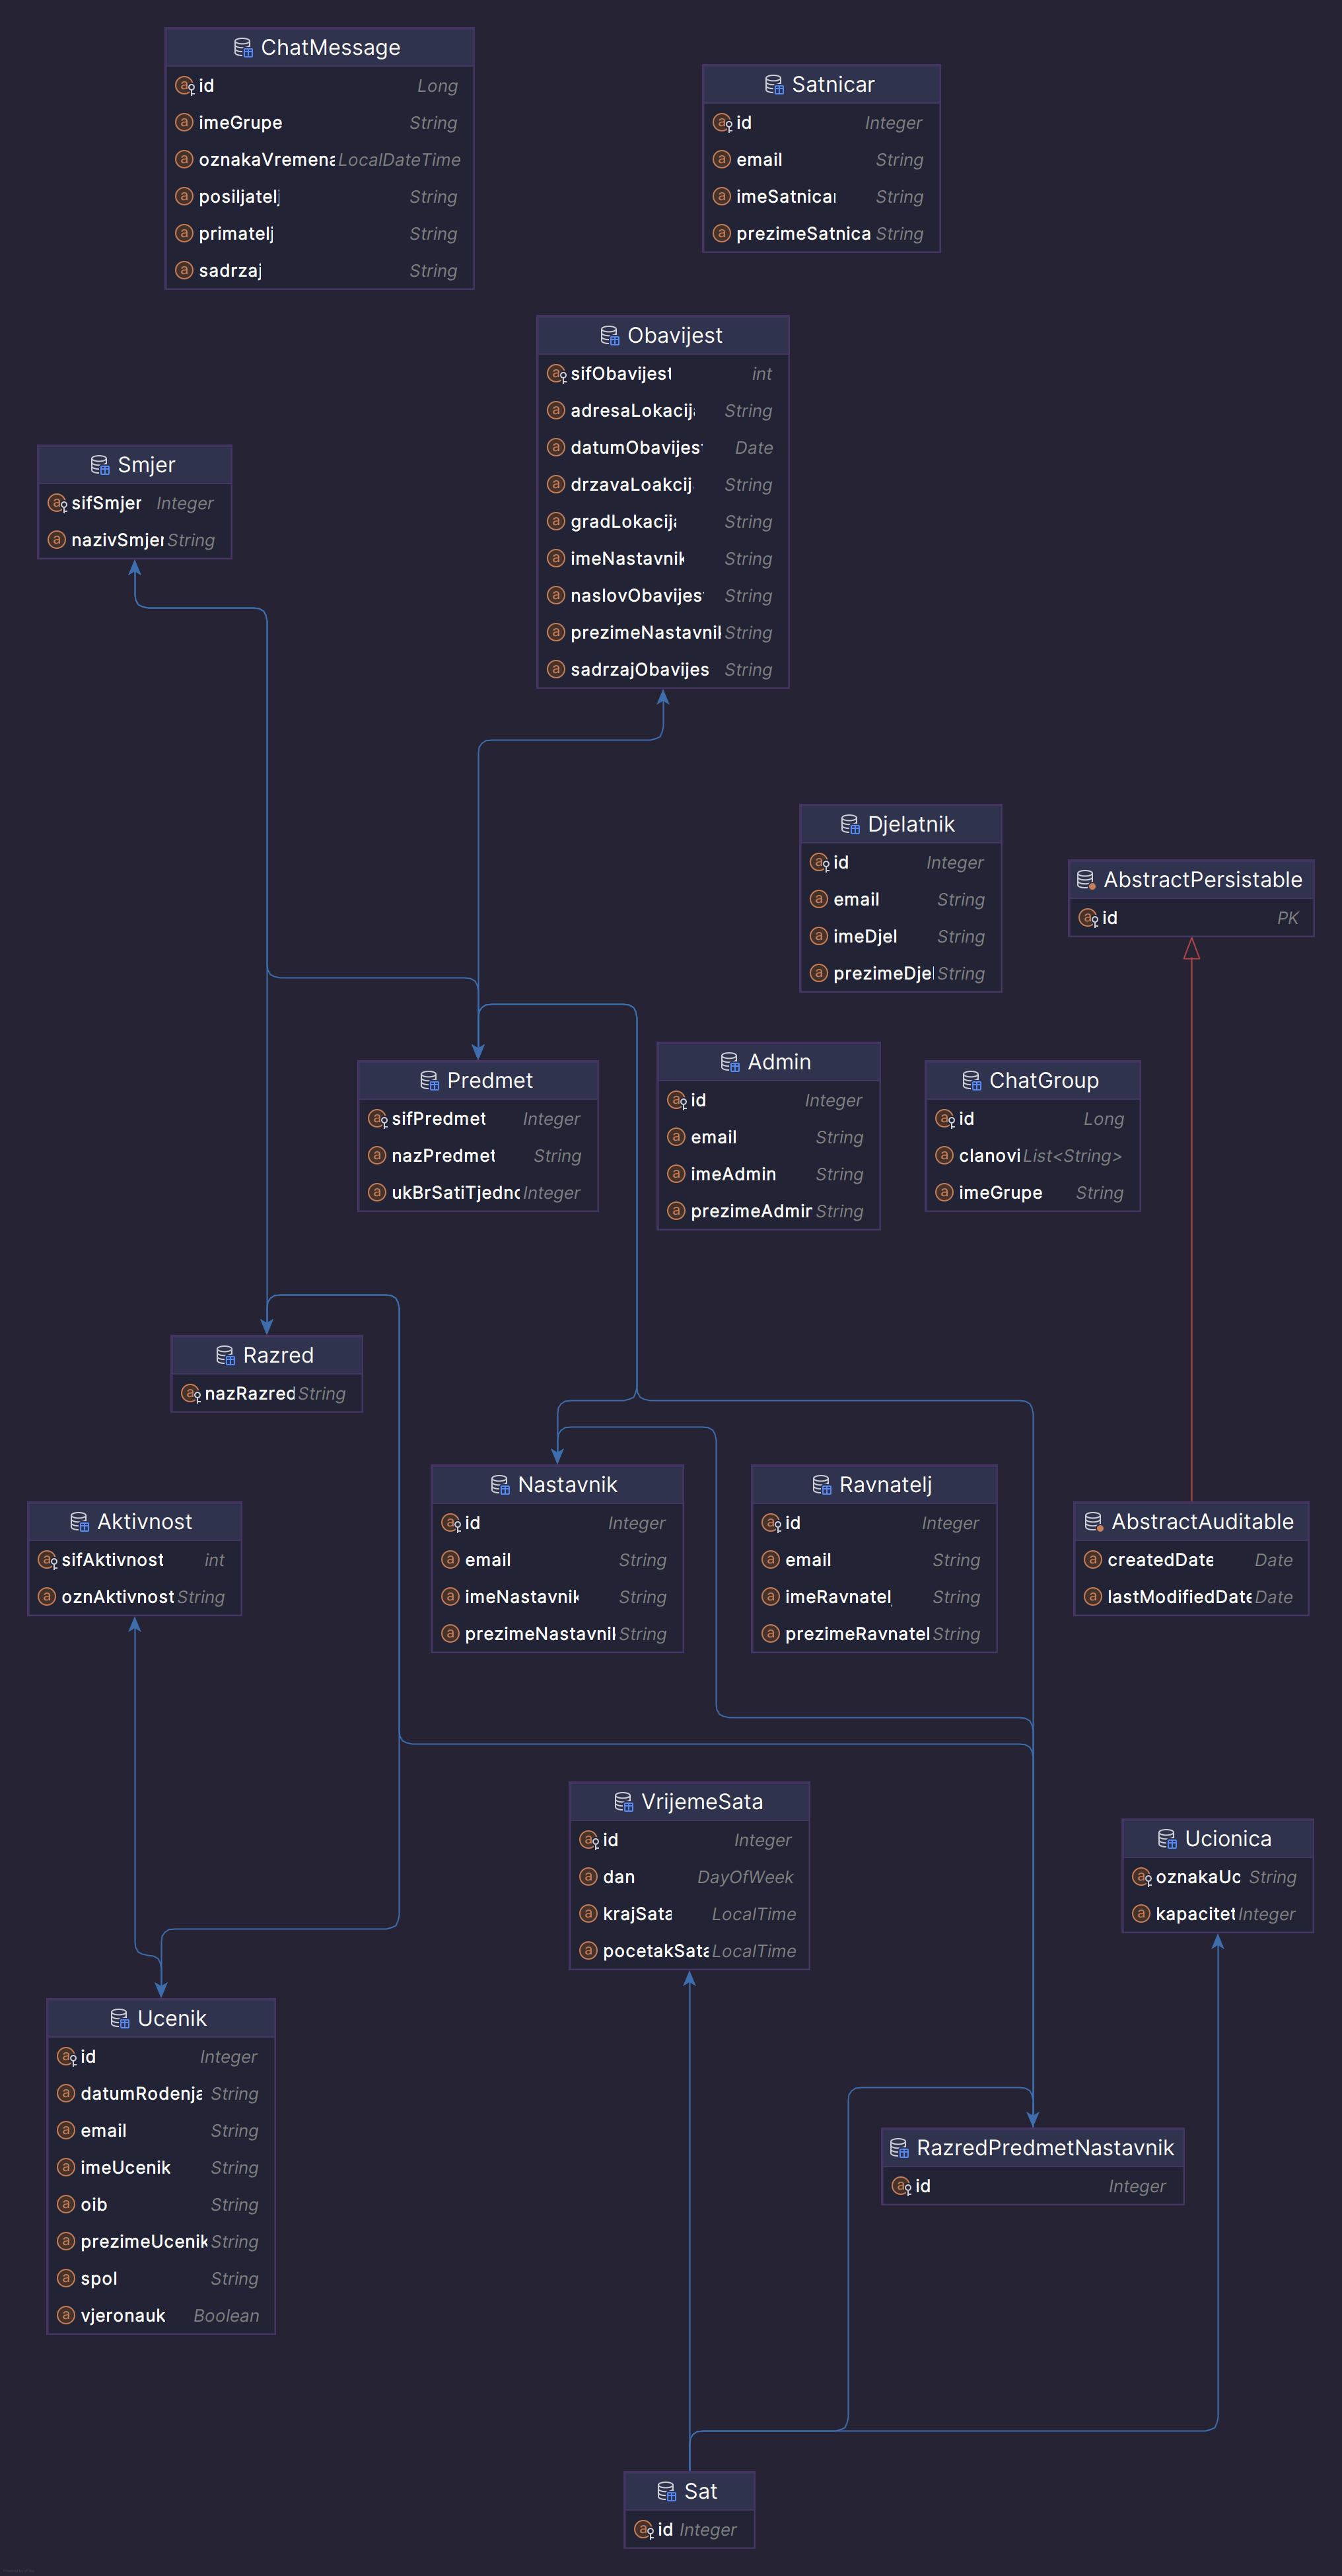 ChatMessage
id Long
imeGrupe String
oznakaVremena LocalDateTime
posiljatelj String
primatelj String
sadrzaj String
Satnicar
id Integer
email String
imeSatnicar String
prezimeSatnica String
Obavijest
sifObavijest int
adresaLokacija String
datumObavijest Date
drzavaLoakcij String
gradLokacija String
imeNastavnik String
naslovObavijes String
prezimeNastavnik String
sadrzajObavijes String
Smjer
sifSmjer Integer
nazivSmjer String
Djelatnik
id Integer
email String
imeDjel String
prezimeDjel String
AbstractPersistable
id PK
Predmet
sifPredmet Integer
nazPredmet String
ukBrSatiTjedno Integer
Admin
id Integer
email String
imeAdmin String
prezimeAdmin String
ChatGroup
id Long
clanovi List<String>
imeGrupe String
Razred
nazRazred String
Nastavnik
id Integer
email String
imeNastavnik String
prezimeNastavnik String
Ravnatelj
id Integer
email String
imeRavnatel String
prezimeRavnatel String
Aktivnost
sifAktivnost int
oznAktivnost String
AbstractAuditable
createdDate Date
lastModifiedDate Date
VrijemeSata
id Integer
dan DayOfWeek
krajSata LocalTime
pocetakSata LocalTime
Ucionica
oznakaUc String
kapacitet Integer
Ucenik
id Integer
datumRodenja String
email String
imeUcenik String
oib String
prezimeUcenik String
spol String
vjeronauk Boolean
RazredPredmetNastavnik
id Integer
Sat
id Integer